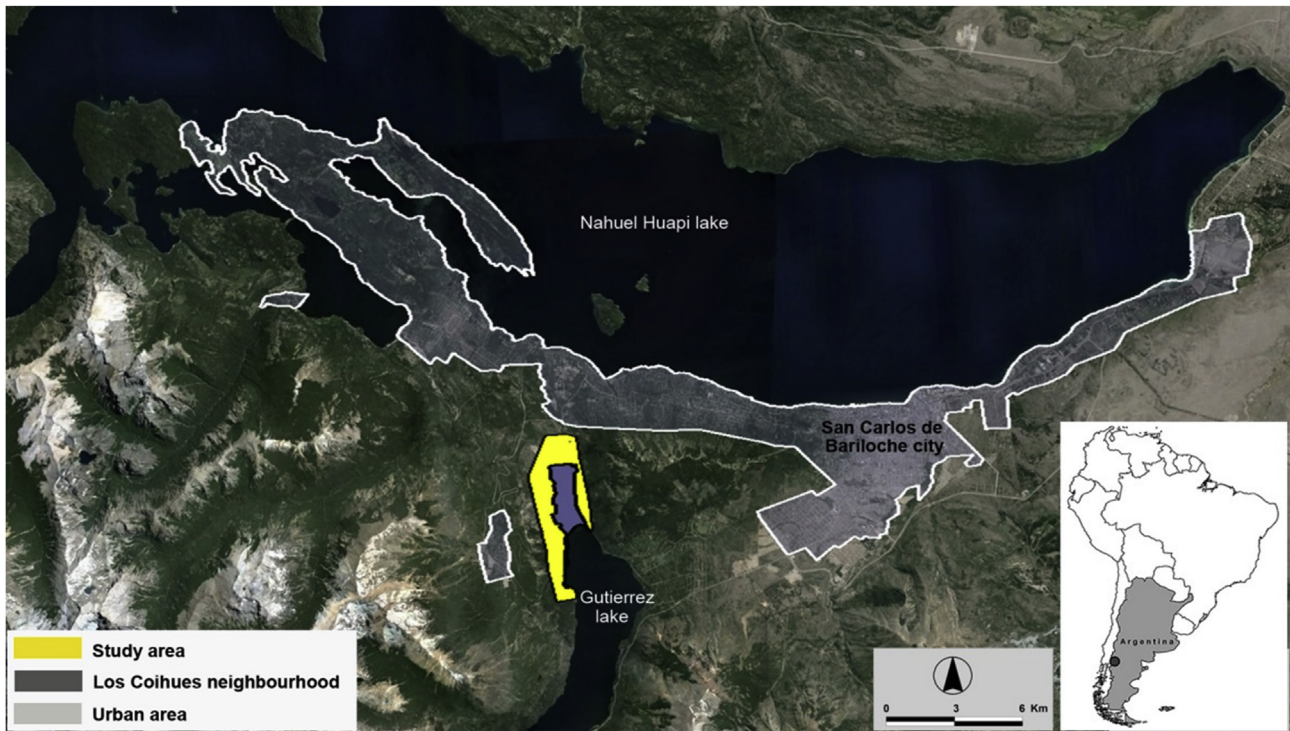 Nahuel Huapi lake
San Carlos de
Bariloche city
Gutierrez
lake
Study area
Los Coihues neighbourhood
Urban area
0 3 6 Km
Argentina